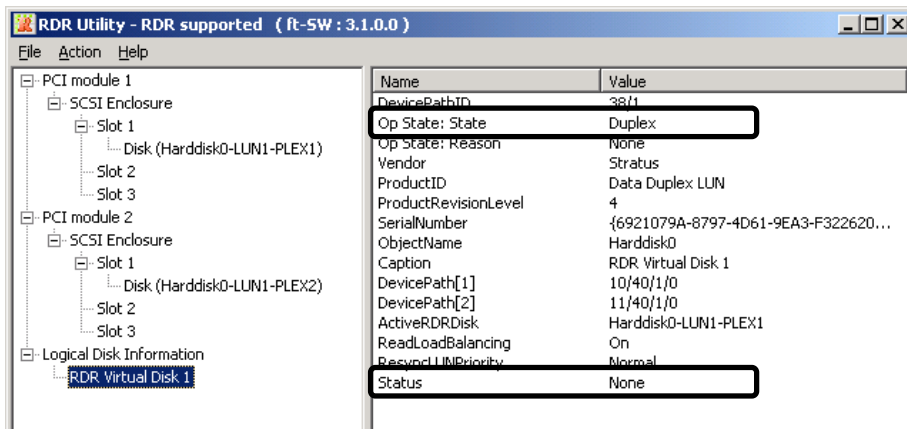 RDR Utility - RDR supported ( ft-SW : 3.1.0.0 )
File Action Help
PCI module 1
SCSI Enclosure
Slot 1
Disk (Harddisk0-LUN1-PLEX1)
Slot 2
Slot 3
PCI module 2
SCSI Enclosure
Slot 1
Disk (Harddisk0-LUN1-PLEX2)
Slot 2
Slot 3
Logical Disk Information
RDR Virtual Disk 1
Name Value
DevicePathID 38/1
Op State: State Duplex
Op State: Reason None
Vendor Stratus
ProductID Data Duplex LUN
ProductRevisionLevel 4
SerialNumber {6921079A-8797-4D61-9EA3-F322620...
ObjectName Harddisk0
Caption RDR Virtual Disk 1
DevicePath[1] 10/40/1/0
DevicePath[2] 11/40/1/0
ActiveRDRDisk Harddisk0-LUN1-PLEX1
ReadLoadBalancing On
ResyncLUNPriority Normal
Status None